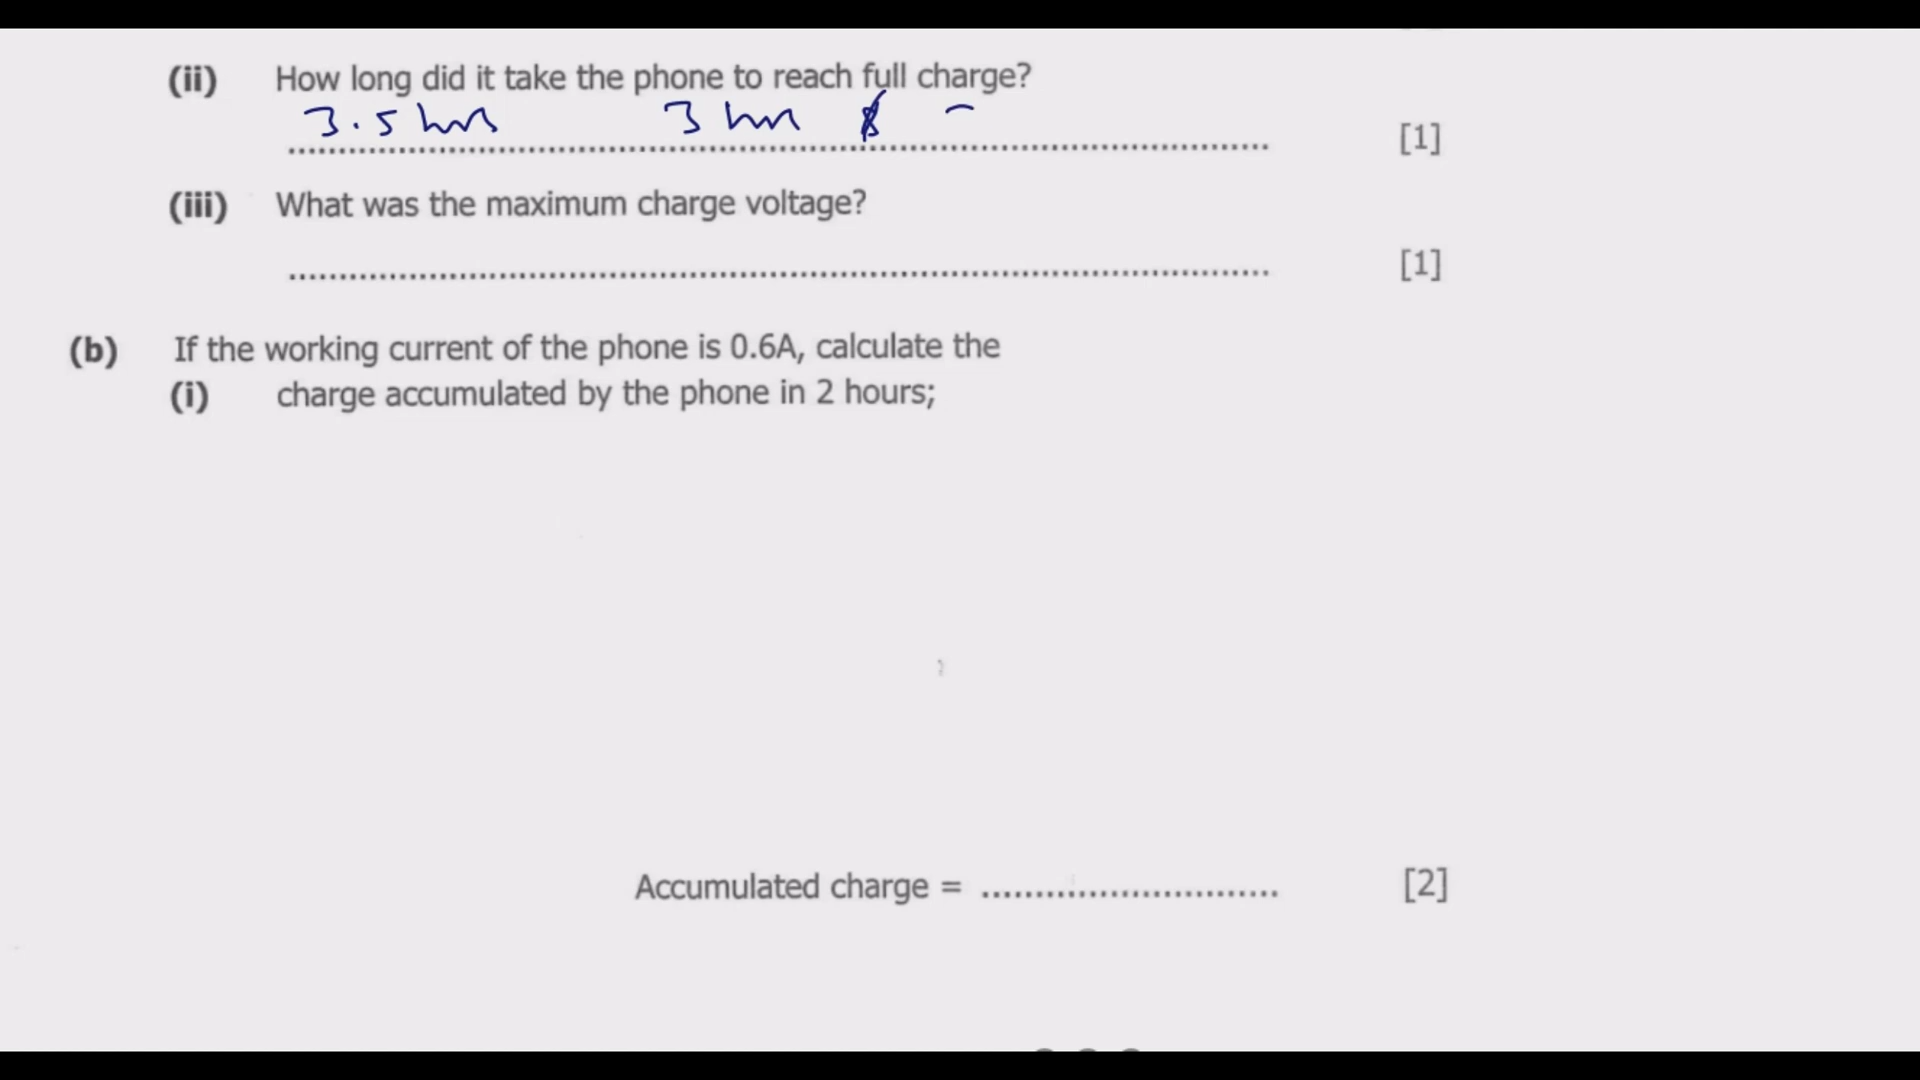 (ii) How long did it take the phone to reach full charge?
3.5 hrs 3 hrs
[1]
(iii) What was the maximum charge voltage?
[1]
(b) If the working current of the phone is 0.6A, calculate the
(i) charge accumulated by the phone in 2 hours;
Accumulated charge = ............................ [2]